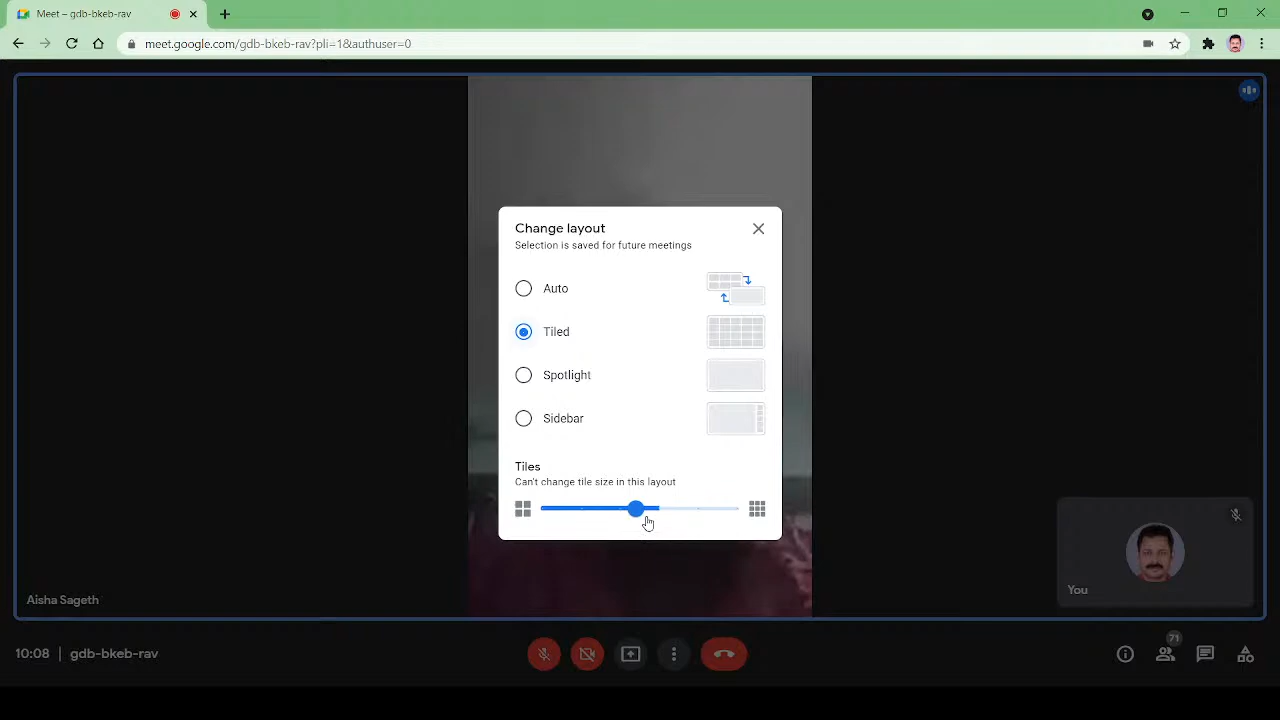 Meet – gdb-bkeb-rav
meet.google.com/gdb-bkeb-rav?pli=1&authuser=0
Change layout
Selection is saved for future meetings
Auto
Tiled
Spotlight
Sidebar
Tiles
Can't change tile size in this layout
You
Aisha Sageth
10:08 | gdb-bkeb-rav
71